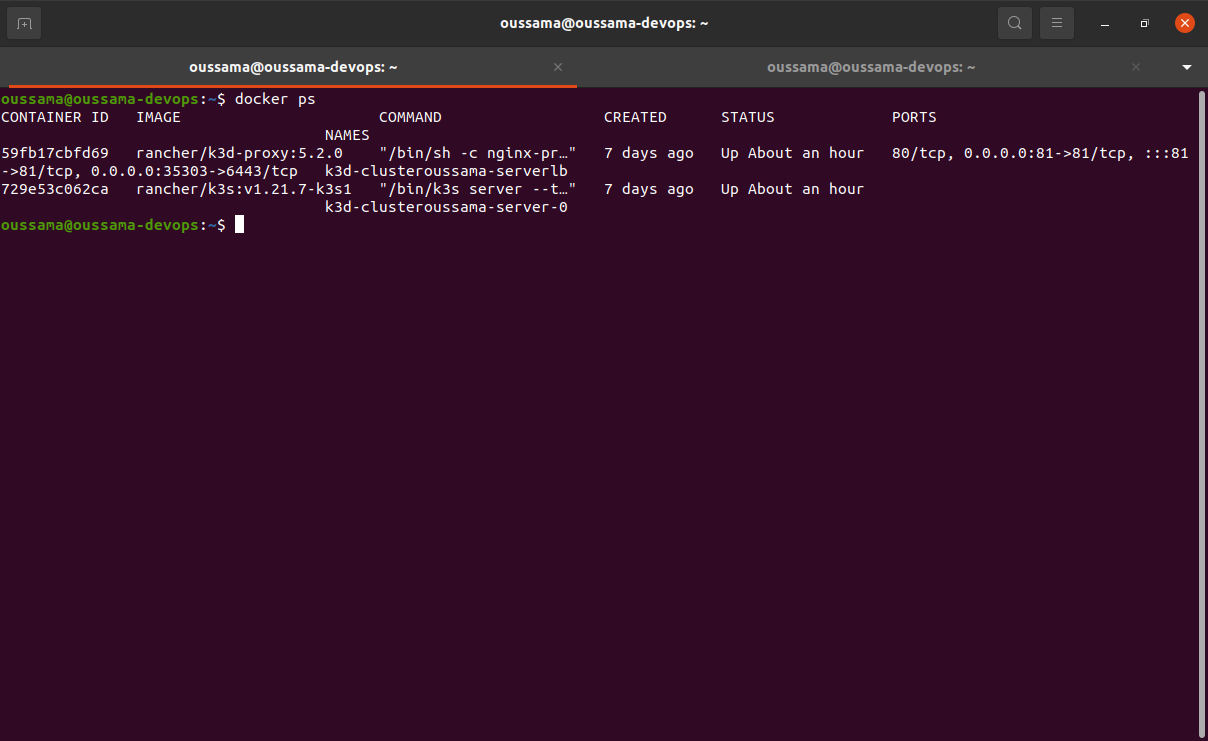 oussama@oussama-devops: ~
oussama@oussama-devops: ~
oussama@oussama-devops: ~
oussama@oussama-devops:~$ docker ps
CONTAINER ID   IMAGE                      COMMAND                  CREATED      STATUS             PORTS
                                    NAMES
59fb17cbfd69   rancher/k3d-proxy:5.2.0    "/bin/sh -c nginx-pr…"   7 days ago   Up About an hour   80/tcp, 0.0.0.0:81->81/tcp, :::81
->81/tcp, 0.0.0.0:35303->6443/tcp   k3d-clusteroussama-serverlb
729e53c062ca   rancher/k3s:v1.21.7-k3s1   "/bin/k3s server --t…"   7 days ago   Up About an hour
                                    k3d-clusteroussama-server-0
oussama@oussama-devops:~$